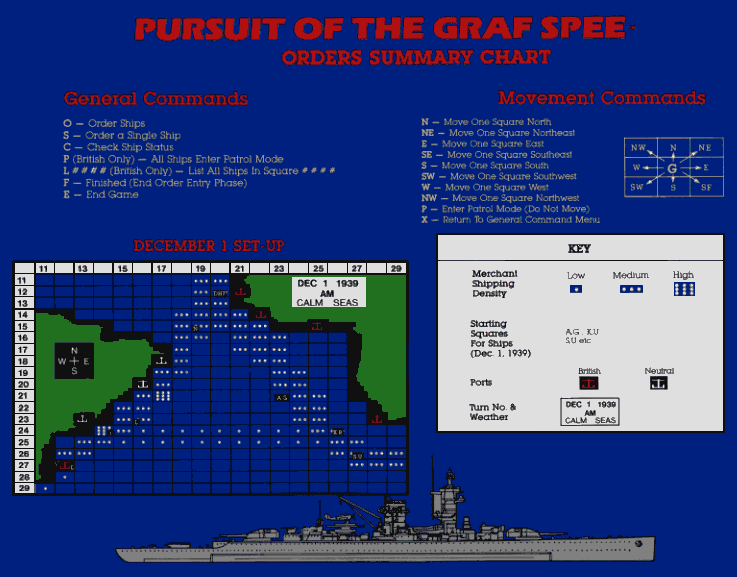 PURSUIT OF THE GRAF SPEE
ORDERS SUMMARY CHART
General Commands
O — Order Ships
S — Order a Single Ship
C — Check Ship Status
P (British Only) — All Ships Enter Patrol Mode
L # # # # (British Only) — List All Ships In Square # # # #
F — Finished (End Order Entry Phase)
E — End Game
Movement Commands
N — Move One Square North
NE — Move One Square Northeast
E — Move One Square East
SE — Move One Square Southeast
S — Move One Square South
SW — Move One Square Southwest
W — Move One Square West
NW — Move One Square Northwest
P — Enter Patrol Mode (Do Not Move)
X — Return To General Command Menu
NW N NE
W G E
SW S
DECEMBER 1 SET-UP
11 13 15 17 19 21 23 25 27 29
11
12
13
14
15
16
17
18
19
20
21
22
23
24
25
26
27
28
29
DEC 1 1939
AM
CALM SEAS
N
W E
S
A.G
KEY
Merchant
Shipping
Density
Low Medium High
Starting
Squares
For Ships
(Dec. 1, 1939)
A.G. K.U
S.U etc
Ports
British Neutral
Turn No. &
Weather
DEC 1 1939
AM
CALM SEAS